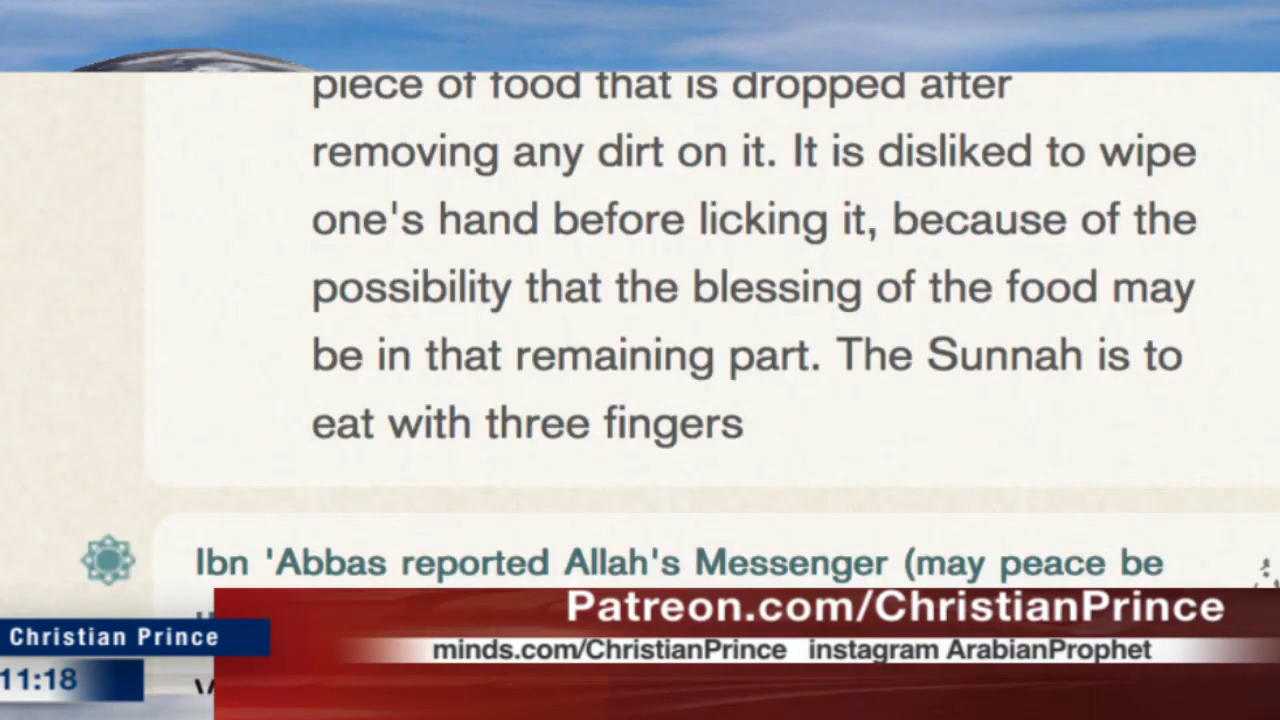 piece of food that is dropped after
removing any dirt on it. It is disliked to wipe
one's hand before licking it, because of the
possibility that the blessing of the food may
be in that remaining part. The Sunnah is to
eat with three fingers
Ibn 'Abbas reported Allah's Messenger (may peace be
Patreon.com/ChristianPrince
Christian Prince
minds.com/ChristianPrince instagram ArabianProphet
11:18